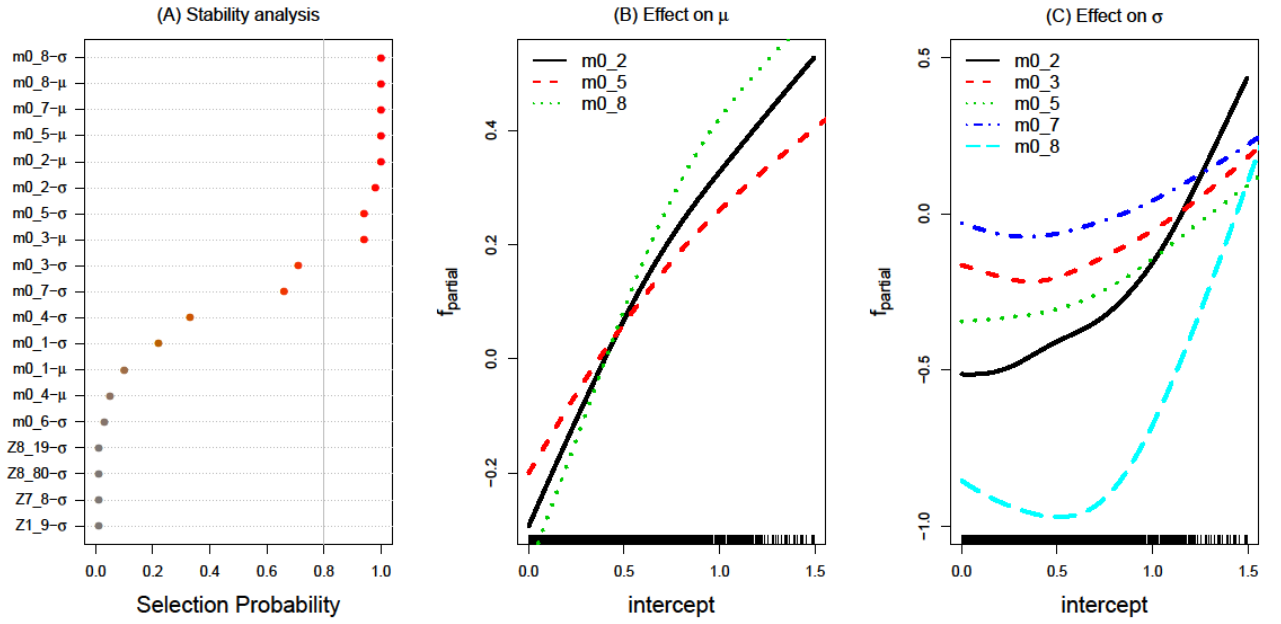 (A) Stability analysis
m0_8−σ
m0_8−μ
m0_7−μ
m0_5−μ
m0_2−μ
m0_2−σ
m0_5−σ
m0_3−μ
m0_3−σ
m0_7−σ
m0_4−σ
m0_1−σ
m0_1−μ
m0_4−μ
m0_6−σ
Z8_19−σ
Z8_80−σ
Z7_8−σ
Z1_9−σ
0.0 0.2 0.4 0.6 0.8 1.0
Selection Probability
(B) Effect on μ
m0_2
m0_5
m0_8
0.4
0.2
0.0
−0.2
fpartial
0.0 0.5 1.0 1.5
intercept
(C) Effect on σ
m0_2
m0_3
m0_5
m0_7
m0_8
0.5
0.0
−0.5
−1.0
fpartial
0.0 0.5 1.0 1.5
intercept